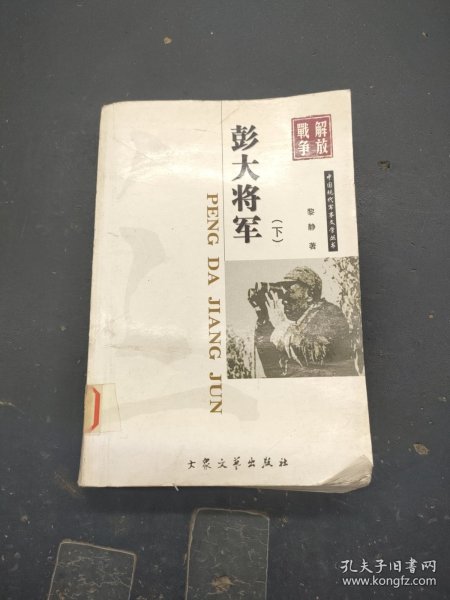 解放
戰爭
中国现代军事文学丛书
彭大将军
(下)
黎静 著
PENG DA JIANG JUN
大众文艺出版社
孔夫子旧书网
www.kongfz.com